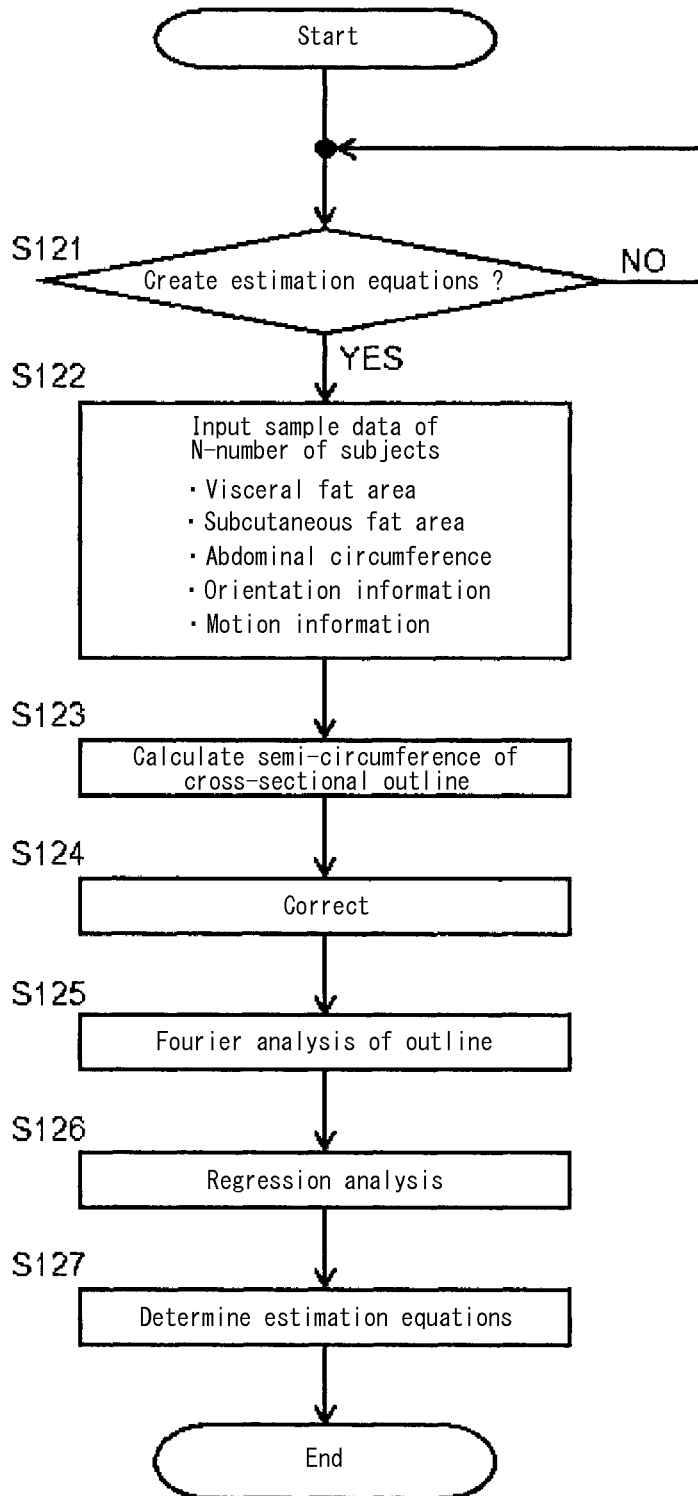 Start
S121
Create estimation equations ?
NO
YES
S122
Input sample data of
N-number of subjects
・Visceral fat area
・Subcutaneous fat area
・Abdominal circumference
・Orientation information
・Motion information
S123
Calculate semi-circumference of
cross-sectional outline
S124
Correct
S125
Fourier analysis of outline
S126
Regression analysis
S127
Determine estimation equations
End